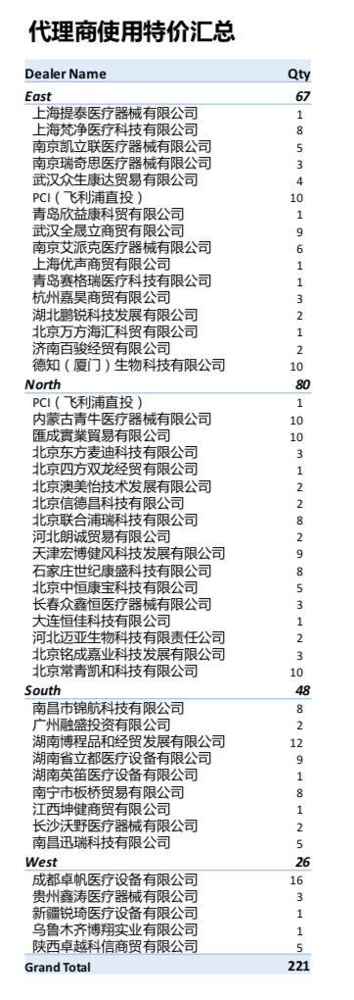 代理商使用特价汇总
Dealer Name Qty
East 67
上海提泰医疗器械有限公司 1
上海梵净医疗科技有限公司 8
南京凯立联医疗器械有限公司 5
南京瑞奇思医疗器械有限公司 3
武汉众生康达贸易有限公司 4
PCI（飞利浦直投） 10
青岛欣益康科贸有限公司 1
武汉全晟立商贸有限公司 9
南京艾派克医疗器械有限公司 6
上海优声商贸有限公司 1
青岛赛格瑞医疗科技有限公司 1
杭州嘉昊商贸有限公司 3
湖北鹏锐科技发展有限公司 2
北京万方海汇科贸有限公司 1
济南百骏经贸有限公司 2
德知（厦门）生物科技有限公司 10
North 80
PCI（飞利浦直投） 1
内蒙古青牛医疗器械有限公司 10
匯成實業貿易有限公司 10
北京东方麦迪科技有限公司 3
北京四方双龙经贸有限公司 1
北京澳美怡技术发展有限公司 2
北京信德昌科技有限公司 2
北京联合浦瑞科技有限公司 8
河北朗诚贸易有限公司 2
天津宏博健风科技发展有限公司 9
石家庄世纪康盛科技有限公司 8
北京中恒康宝科技有限公司 5
长春众鑫恒医疗器械有限公司 3
大连恒佳科技有限公司 1
河北迈亚生物科技有限责任公司 2
北京铭成嘉业科技发展有限公司 3
北京常青凯和科技有限公司 10
South 48
南昌市锦航科技有限公司 8
广州融盛投资有限公司 2
湖南博程品和经贸发展有限公司 12
湖南省立都医疗设备有限公司 9
湖南英笛医疗设备有限公司 1
南宁市板桥贸易有限公司 8
江西坤健商贸有限公司 1
长沙沃野医疗器械有限公司 2
南昌迅瑞科技有限公司 5
West 26
成都卓帆医疗设备有限公司 16
贵州鑫涛医疗器械有限公司 3
新疆锐琦医疗设备有限公司 1
乌鲁木齐博翔实业有限公司 1
陕西卓越科信商贸有限公司 5
Grand Total 221